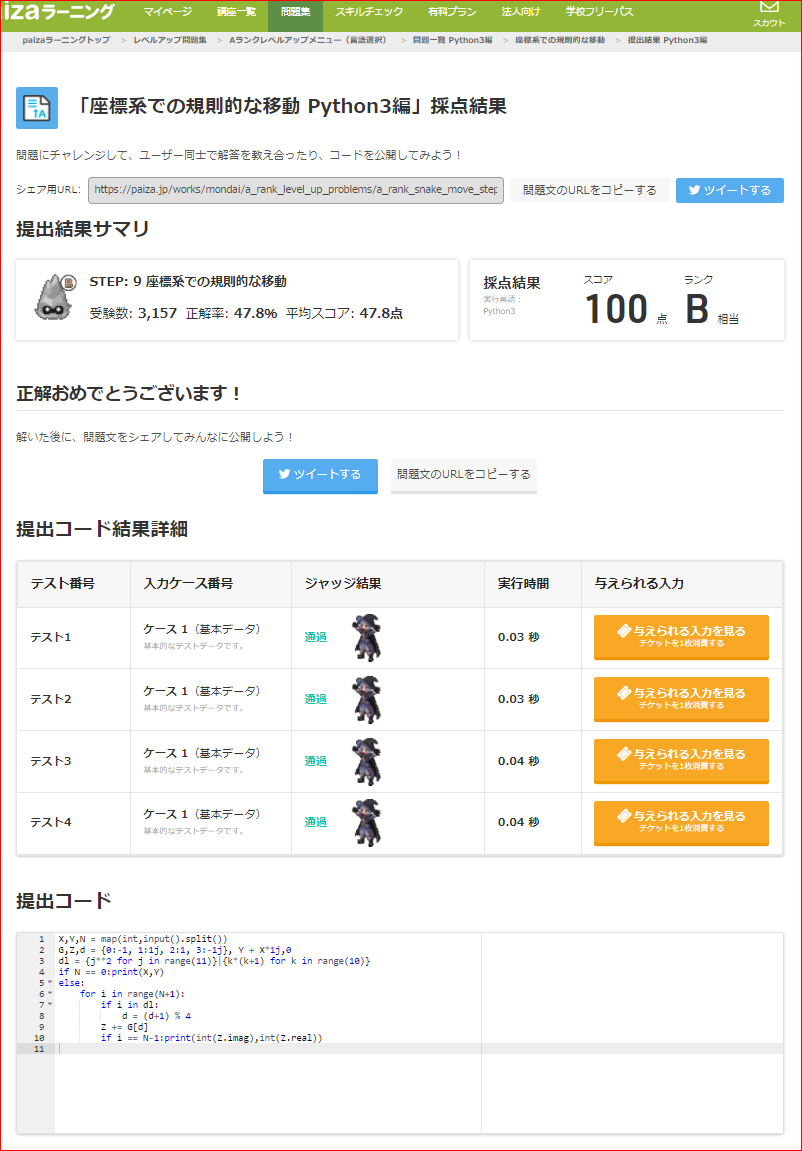 izaラーニング
マイページ 講座一覧 問題集 スキルチェック 有料プラン 法人向け 学校フリーパス スカウト
paizaラーニングトップ > レベルアップ問題集 > Aランクレベルアップメニュー（言語選択） > 問題一覧 Python3編 > 座標系での規則的な移動 > 提出結果 Python3編
「座標系での規則的な移動 Python3編」採点結果
問題にチャレンジして、ユーザー同士で解答を教え合ったり、コードを公開してみよう！
シェア用URL: https://paiza.jp/works/mondai/a_rank_level_up_problems/a_rank_snake_move_step 問題文のURLをコピーする ツイートする
提出結果サマリ
B
STEP: 9 座標系での規則的な移動
受験数: 3,157 正解率: 47.8% 平均スコア: 47.8点
採点結果
実行言語：
Python3
スコア
100 点
ランク
B 相当
正解おめでとうございます！
解いた後に、問題文をシェアしてみんなに公開しよう！
ツイートする 問題文のURLをコピーする
提出コード結果詳細
テスト番号 入力ケース番号 ジャッジ結果 実行時間 与えられる入力
テスト1 ケース 1（基本データ） 通過 0.03 秒 与えられる入力を見る
基本的なテストデータです。 チケットを1枚消費する
テスト2 ケース 1（基本データ） 通過 0.03 秒 与えられる入力を見る
基本的なテストデータです。 チケットを1枚消費する
テスト3 ケース 1（基本データ） 通過 0.04 秒 与えられる入力を見る
基本的なテストデータです。 チケットを1枚消費する
テスト4 ケース 1（基本データ） 通過 0.04 秒 与えられる入力を見る
基本的なテストデータです。 チケットを1枚消費する
提出コード
1 X,Y,N = map(int,input().split())
2 G,Z,d = {0:-1, 1:1j, 2:1, 3:-1j}, Y + X*1j,0
3 dl = {j**2 for j in range(11)}|{k*(k+1) for k in range(10)}
4 if N == 0:print(X,Y)
5 else:
6     for i in range(N+1):
7         if i in dl:
8             d = (d+1) % 4
9         Z += G[d]
10         if i == N-1:print(int(Z.imag),int(Z.real))
11